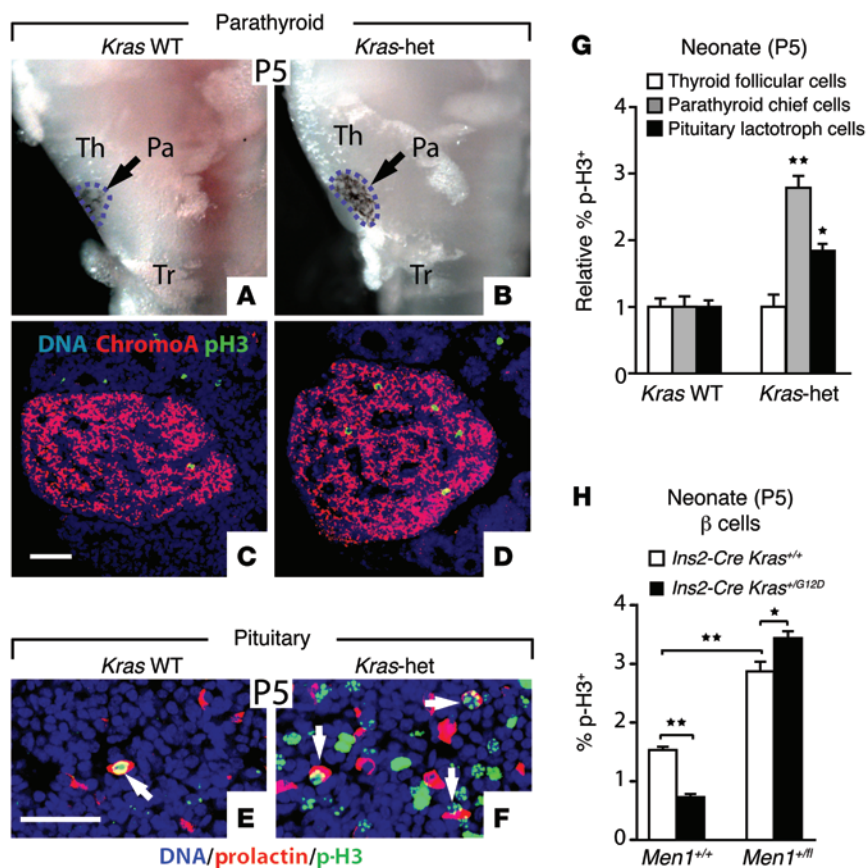 Parathyroid
Kras WT
Kras-het
P5
Th
Pa
Tr
A
Th
Pa
Tr
B
DNA ChromoA pH3
C
D
Pituitary
Kras WT
Kras-het
P5
E
F
DNA/prolactin/p-H3
G
Neonate (P5)
Thyroid follicular cells
Parathyroid chief cells
Pituitary lactotroph cells
Relative % p-H3+
4
3
2
1
0
★★
★
Kras WT
Kras-het
H
Neonate (P5)
β cells
Ins2-Cre Kras+/+
Ins2-Cre Kras+/G12D
% p-H3+
4
3
2
1
0
★★
★★
★
Men1+/+
Men1+/fl